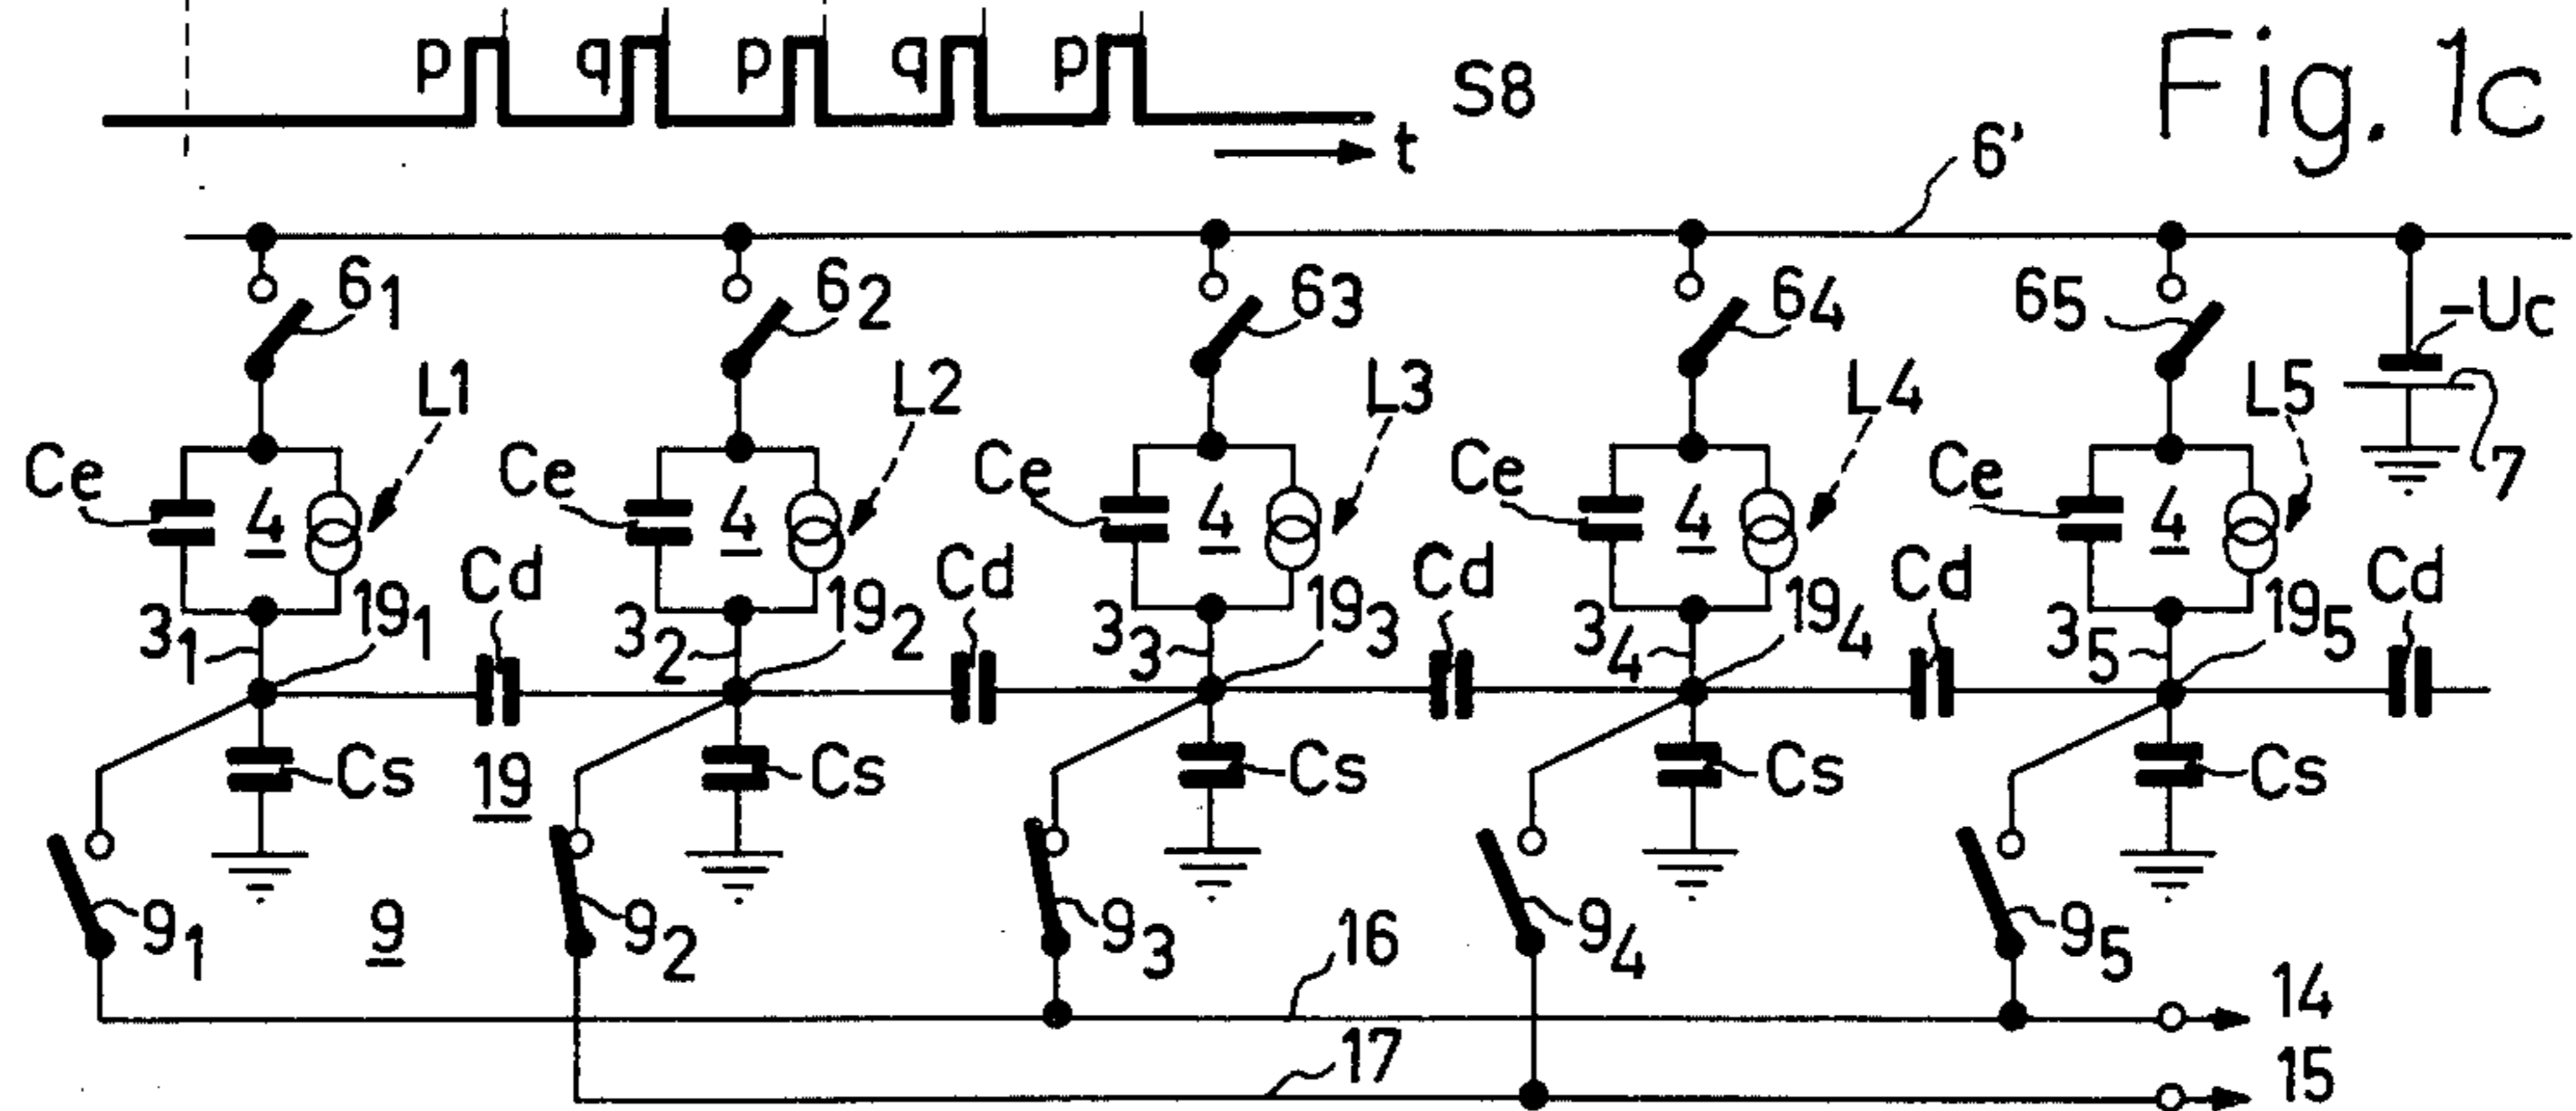 p q p q p S8 Fig. 1c
t 6'
6₁ 6₂ 6₃ 6₄ 6₅ -Uc
L1 L2 L3 L4 L5
Ce 4 Ce 4 Ce 4 Ce 4 Ce 4 7
3₁ 19₁ Cd 3₂ 19₂ Cd 3₃ 19₃ Cd 3₄ 19₄ Cd 3₅ 19₅ Cd
Cs 19 Cs Cs Cs Cs
9₁ 9 9₂ 9₃ 16 9₄ 9₅ 14
17 15